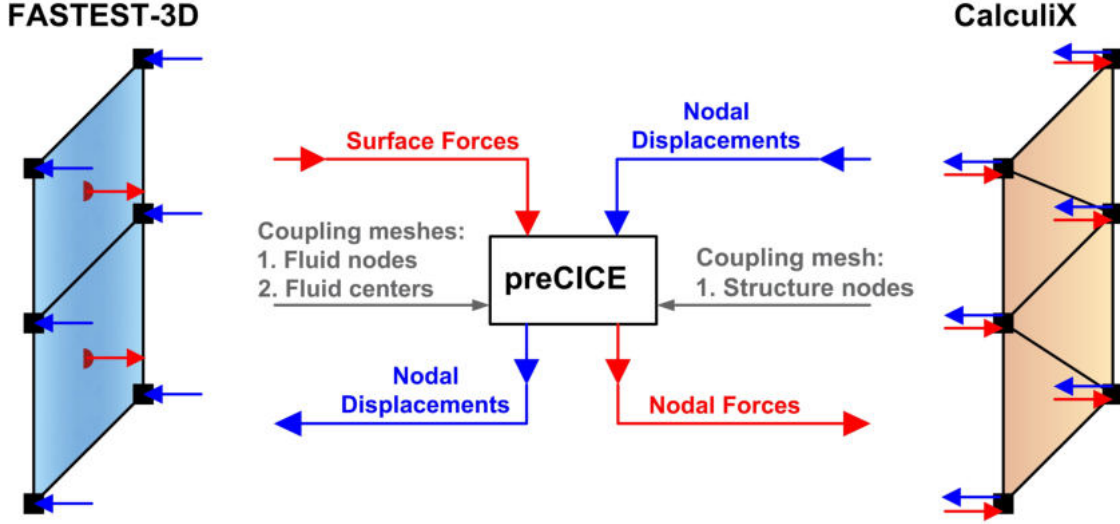 FASTEST-3D
CalculiX
Surface Forces
Nodal
Displacements
Coupling meshes:
1. Fluid nodes
2. Fluid centers
preCICE
Coupling mesh:
1. Structure nodes
Nodal
Displacements
Nodal Forces